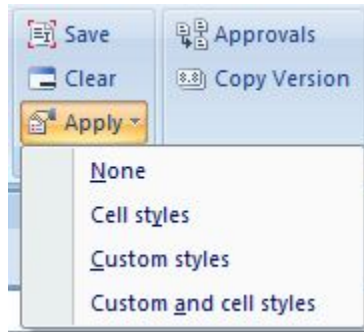 Save
Approvals
Clear
Copy Version
Apply
None
Cell styles
Custom styles
Custom and cell styles